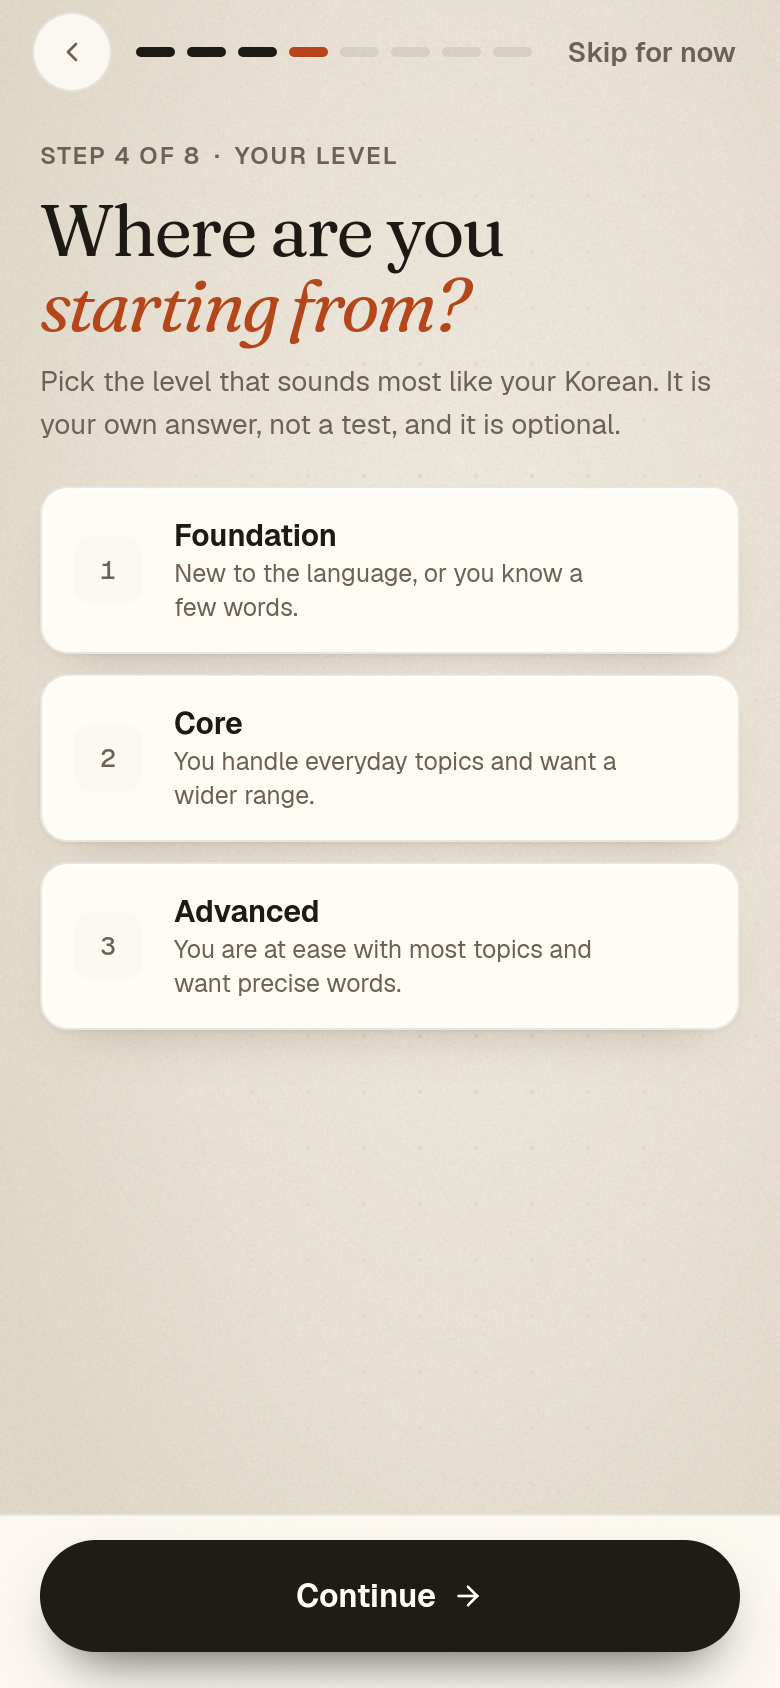 Skip for now
STEP 4 OF 8 · YOUR LEVEL
Where are you
starting from?
Pick the level that sounds most like your Korean. It is
your own answer, not a test, and it is optional.
1
Foundation
New to the language, or you know a
few words.
2
Core
You handle everyday topics and want a
wider range.
3
Advanced
You are at ease with most topics and
want precise words.
Continue →